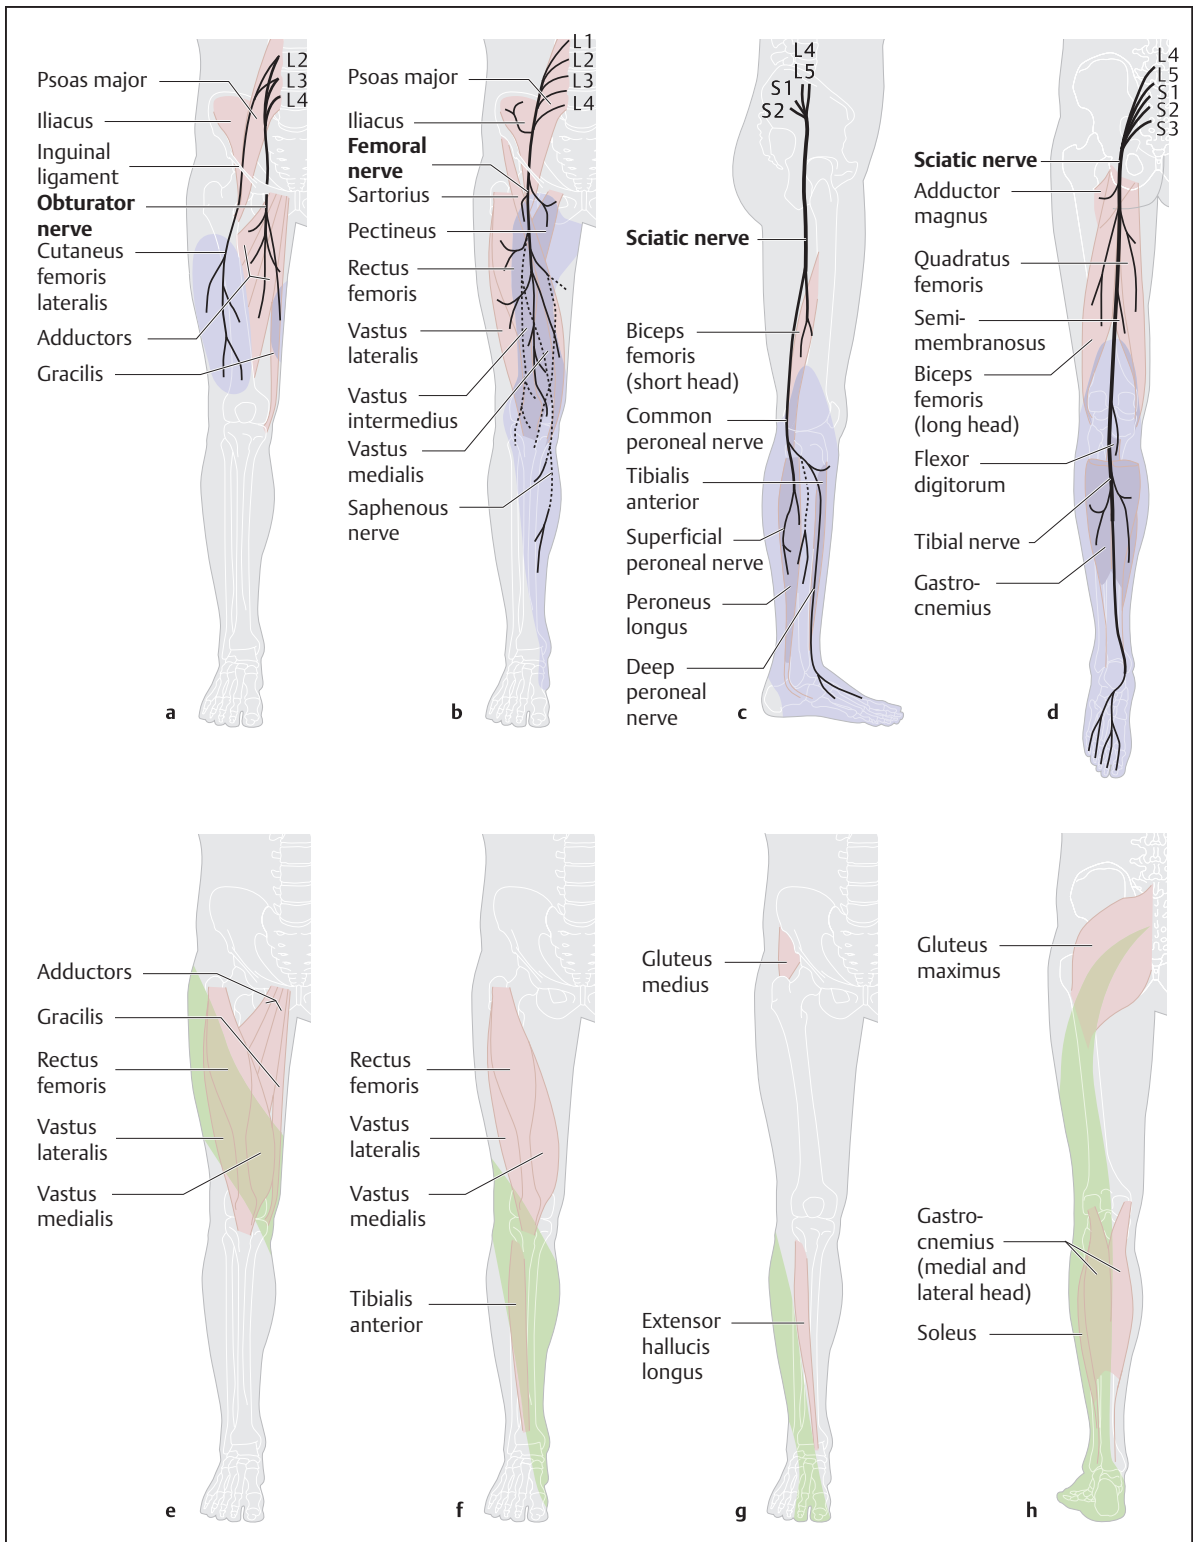 L2
L3
L4
Psoas major
Iliacus
Inguinal
ligament
Obturator
nerve
Cutaneus
femoris
lateralis
Adductors
Gracilis
a
L1
L2
L3
L4
Psoas major
Iliacus
Femoral
nerve
Sartorius
Pectineus
Rectus
femoris
Vastus
lateralis
Vastus
intermedius
Vastus
medialis
Saphenous
nerve
b
L4
L5
S1
S2
Sciatic nerve
Biceps
femoris
(short head)
Common
peroneal nerve
Tibialis
anterior
Superficial
peroneal nerve
Peroneus
longus
Deep
peroneal
nerve
c
L4
L5
S1
S2
S3
Sciatic nerve
Adductor
magnus
Quadratus
femoris
Semi-
membranosus
Biceps
femoris
(long head)
Flexor
digitorum
Tibial nerve
Gastro-
cnemius
d
Adductors
Gracilis
Rectus
femoris
Vastus
lateralis
Vastus
medialis
e
Rectus
femoris
Vastus
lateralis
Vastus
medialis
Tibialis
anterior
f
Gluteus
medius
Extensor
hallucis
longus
g
Gluteus
maximus
Gastro-
cnemius
(medial and
lateral head)
Soleus
h